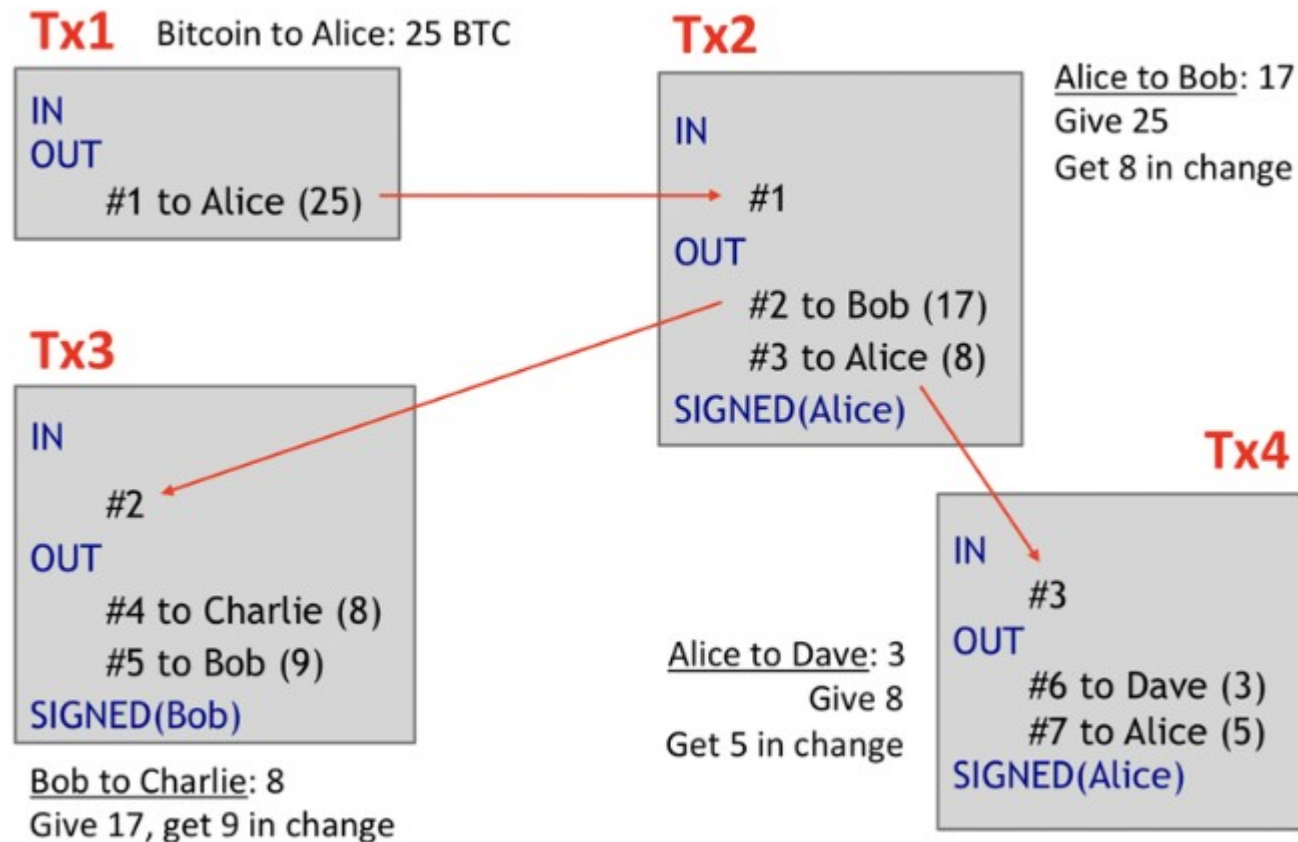 Tx1 Bitcoin to Alice: 25 BTC
IN
OUT
#1 to Alice (25)
Tx2
IN
#1
OUT
#2 to Bob (17)
#3 to Alice (8)
SIGNED(Alice)
Alice to Bob: 17
Give 25
Get 8 in change
Tx3
IN
#2
OUT
#4 to Charlie (8)
#5 to Bob (9)
SIGNED(Bob)
Bob to Charlie: 8
Give 17, get 9 in change
Tx4
IN
#3
OUT
#6 to Dave (3)
#7 to Alice (5)
SIGNED(Alice)
Alice to Dave: 3
Give 8
Get 5 in change